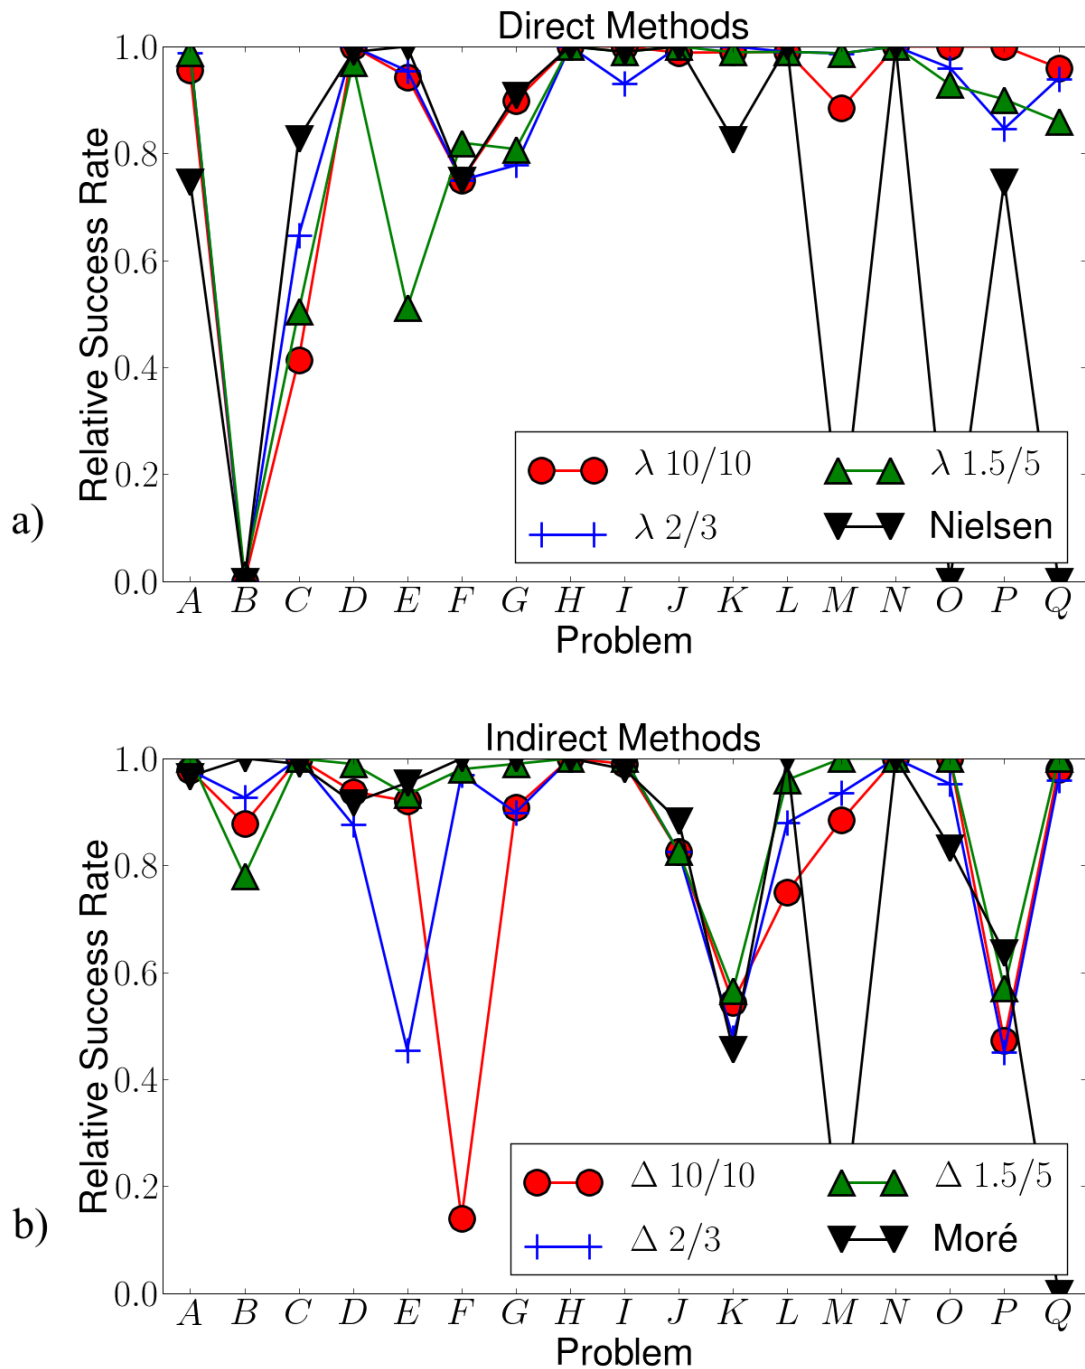 Direct Methods
1.0
0.8
0.6
0.4
0.2
0.0
Relative Success Rate
a)
λ 10/10
λ 1.5/5
λ 2/3
Nielsen
A B C D E F G H I J K L M N O P Q
Problem
Indirect Methods
1.0
0.8
0.6
0.4
0.2
0.0
Relative Success Rate
b)
Δ 10/10
Δ 1.5/5
Δ 2/3
Moré
A B C D E F G H I J K L M N O P Q
Problem